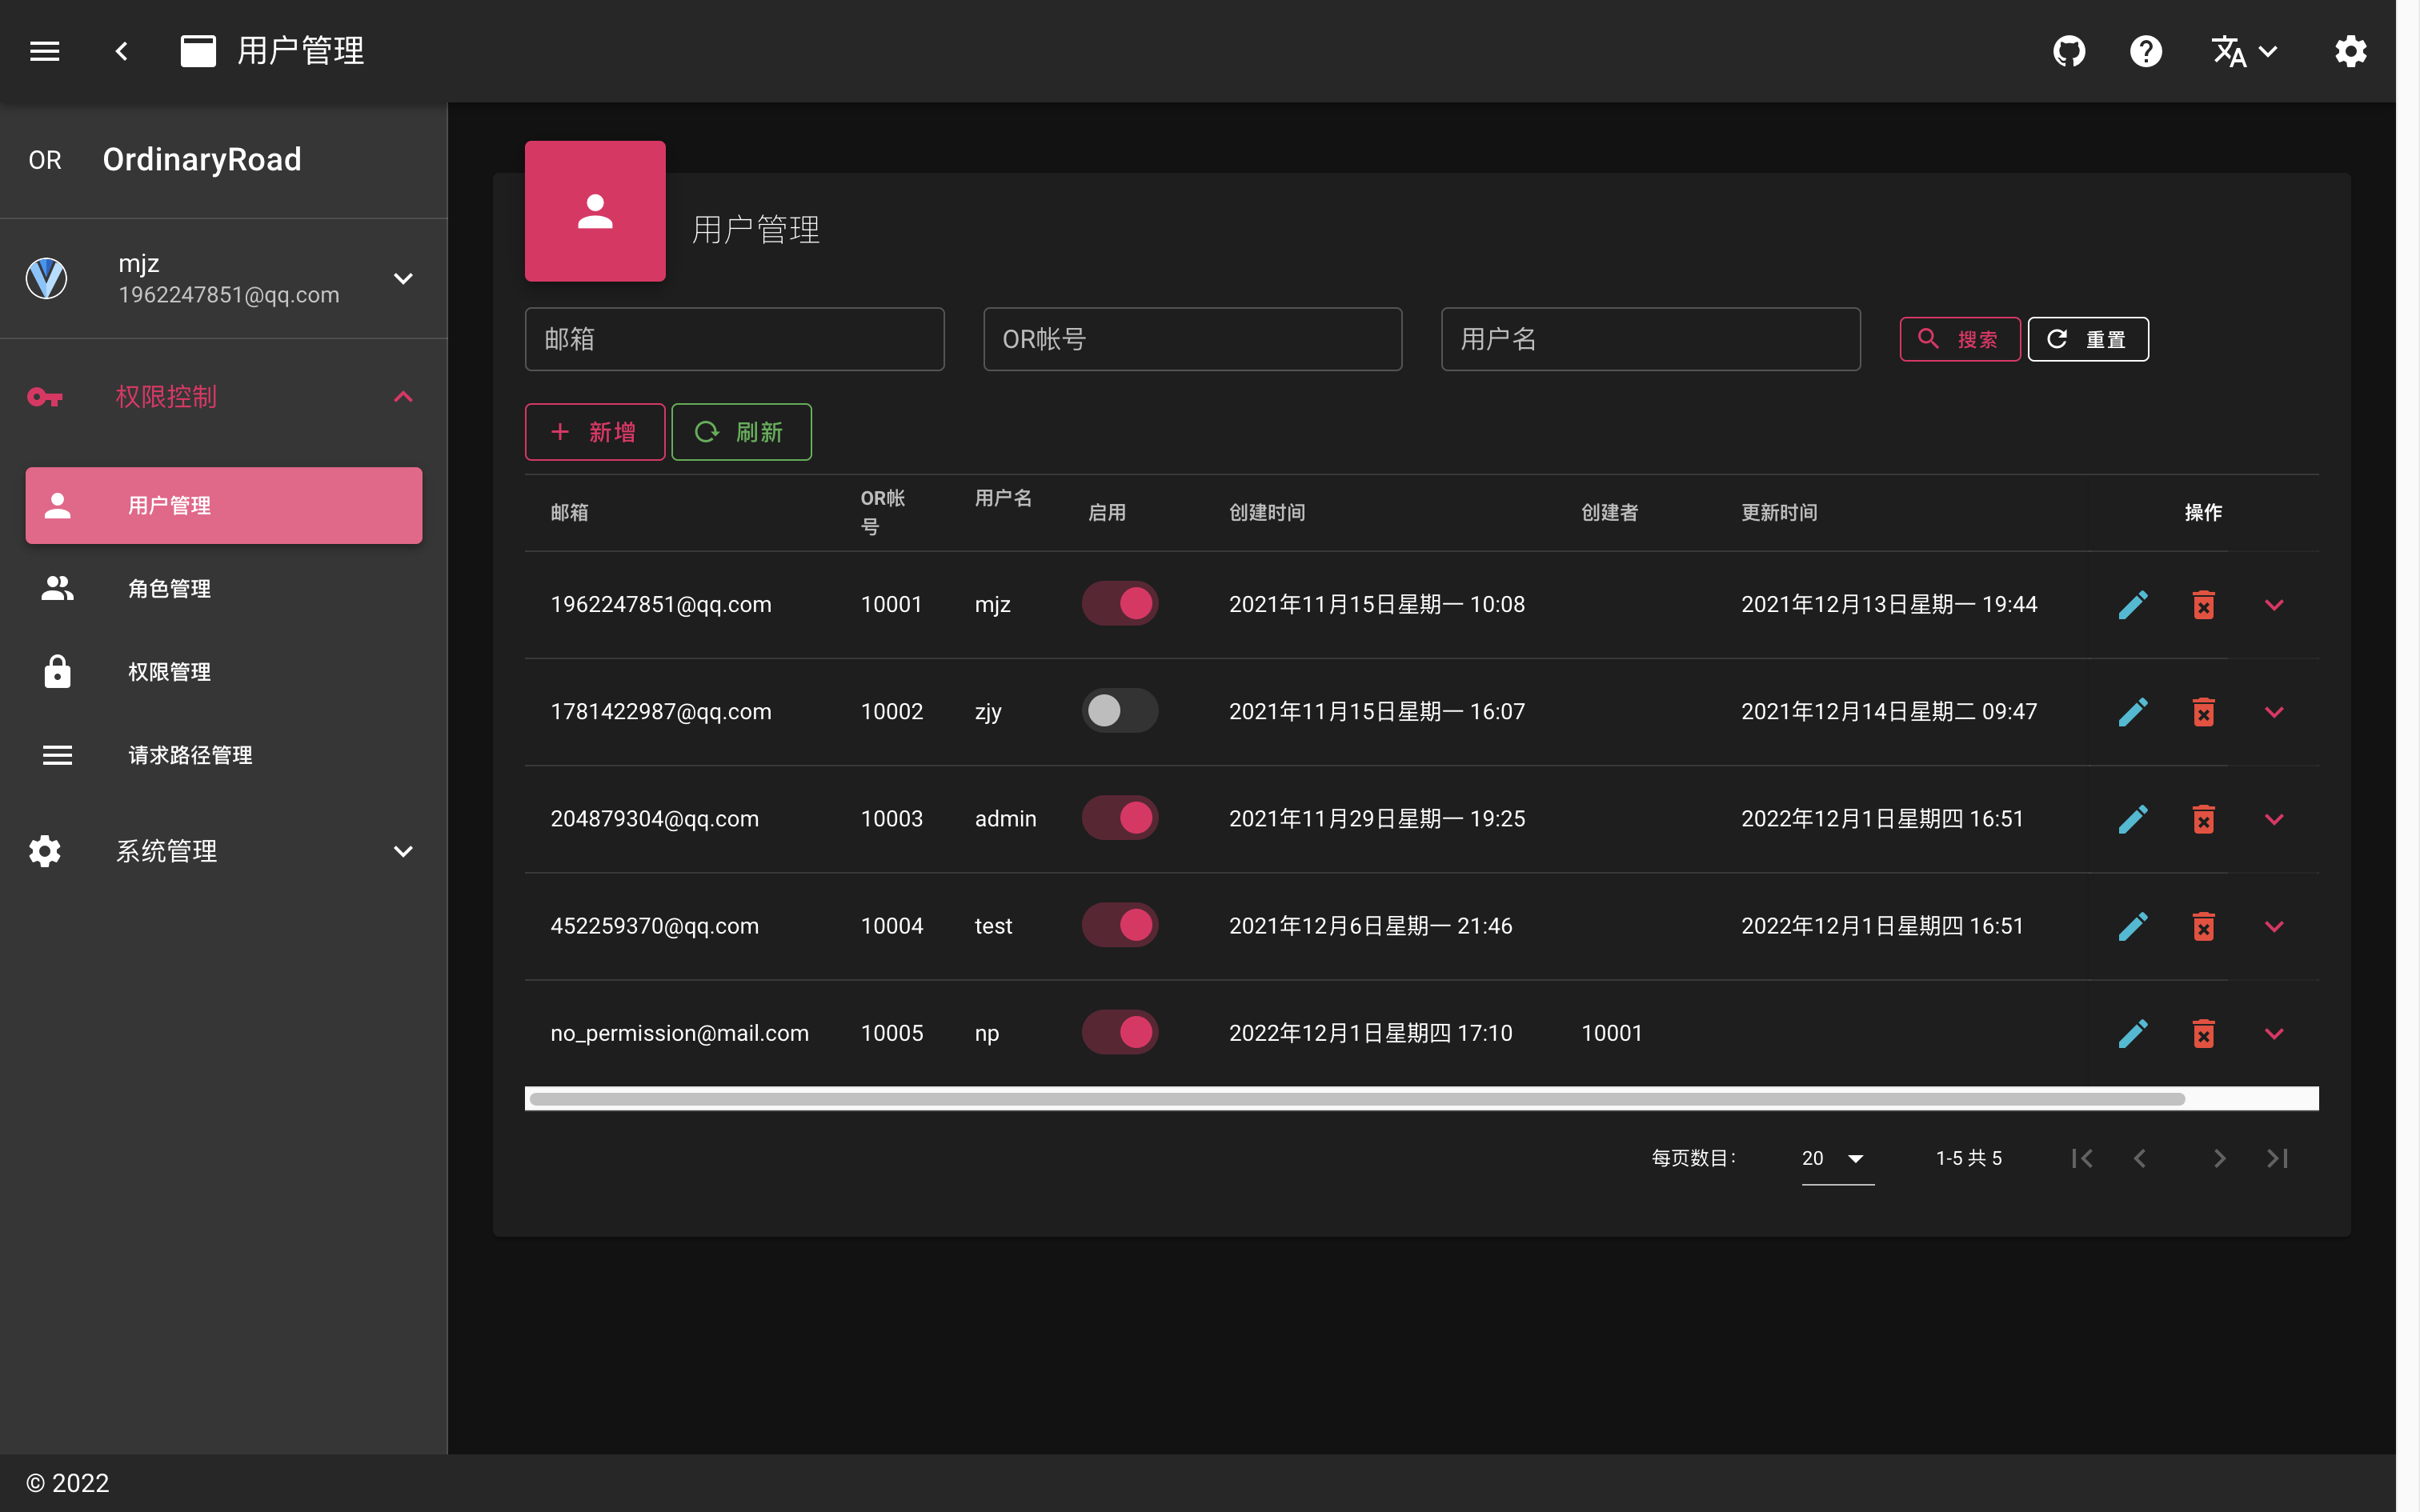 用户管理
OR OrdinaryRoad
mjz
1962247851@qq.com
权限控制
用户管理
角色管理
权限管理
请求路径管理
系统管理
用户管理
邮箱 OR帐号 用户名 搜索 重置
新增 刷新
邮箱 OR帐号 用户名 启用 创建时间 创建者 更新时间 操作
1962247851@qq.com 10001 mjz 2021年11月15日星期一 10:08 2021年12月13日星期一 19:44
1781422987@qq.com 10002 zjy 2021年11月15日星期一 16:07 2021年12月14日星期二 09:47
204879304@qq.com 10003 admin 2021年11月29日星期一 19:25 2022年12月1日星期四 16:51
452259370@qq.com 10004 test 2021年12月6日星期一 21:46 2022年12月1日星期四 16:51
no_permission@mail.com 10005 np 2022年12月1日星期四 17:10 10001
每页数目: 20 1-5 共 5
© 2022